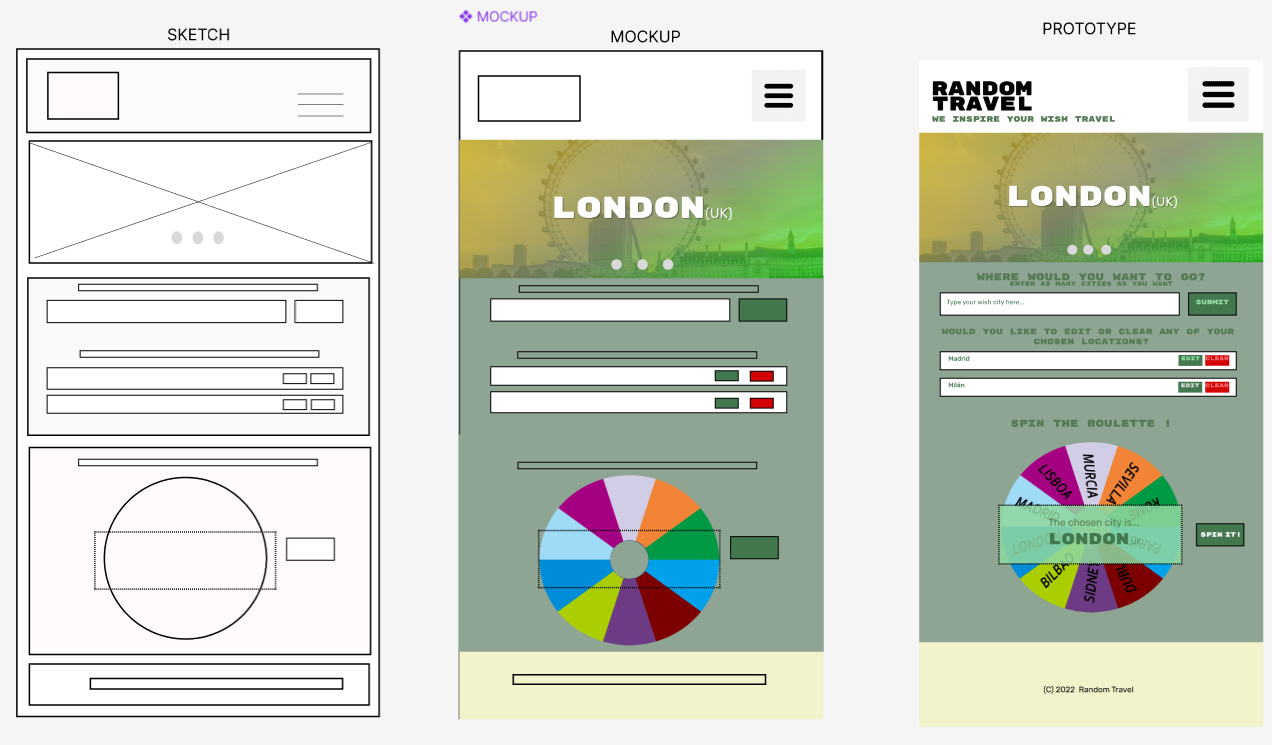 MOCKUP
SKETCH
MOCKUP
PROTOTYPE
LONDON(UK)
RANDOM
TRAVEL
WE INSPIRE YOUR WISH TRAVEL
LONDON(UK)
WHERE WOULD YOU WANT TO GO?
ENTER AS MANY CITIES AS YOU WANT
Type your wish city here...
SUBMIT
WOULD YOU LIKE TO EDIT OR CLEAR ANY OF YOUR
CHOSEN LOCATIONS?
Madrid
EDIT
CLEAR
Milán
EDIT
CLEAR
SPIN THE ROULETTE !
LISBOA
MURCIA
SEVILLA
MADRID
ROME
The chosen city is...
LONDON
LONDO
PARIS
SPIN IT!
BILBAO
SIDNEY
DUBL
(C) 2022 Random Travel